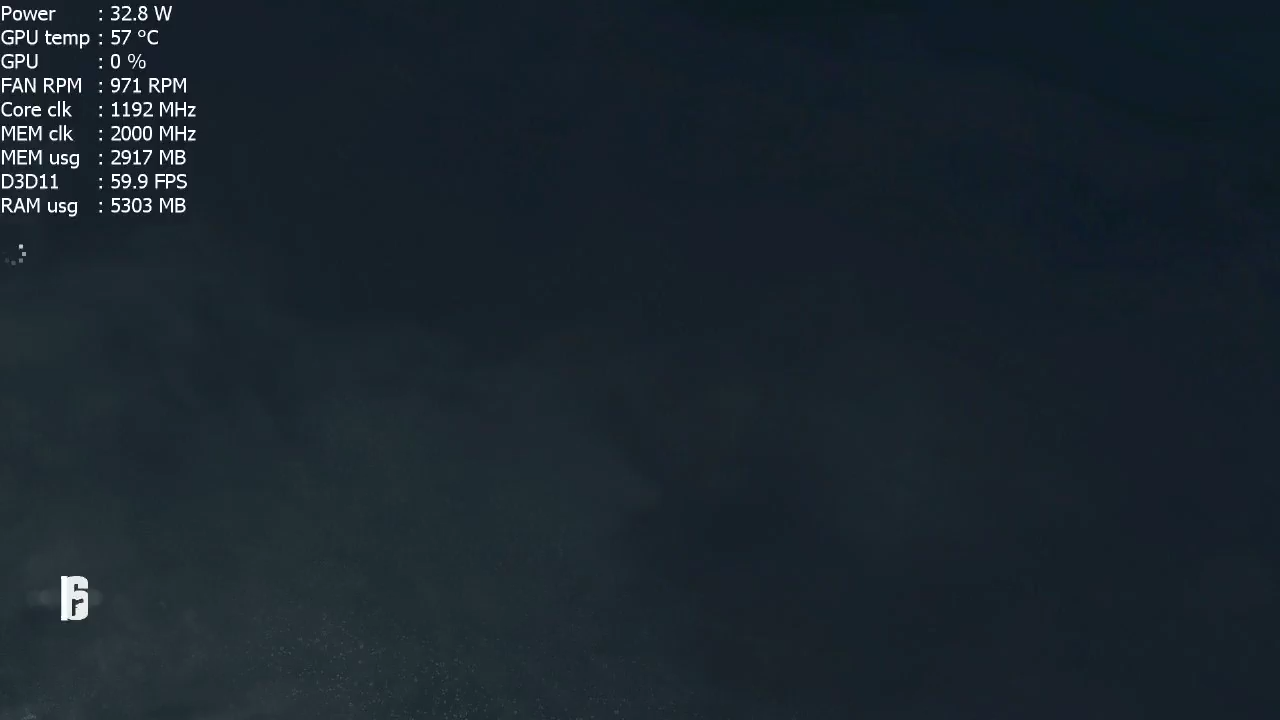 Power : 32.8 W
GPU temp : 57 °C
GPU : 0 %
FAN RPM : 971 RPM
Core clk : 1192 MHz
MEM clk : 2000 MHz
MEM usg : 2917 MB
D3D11 : 59.9 FPS
RAM usg : 5303 MB
6